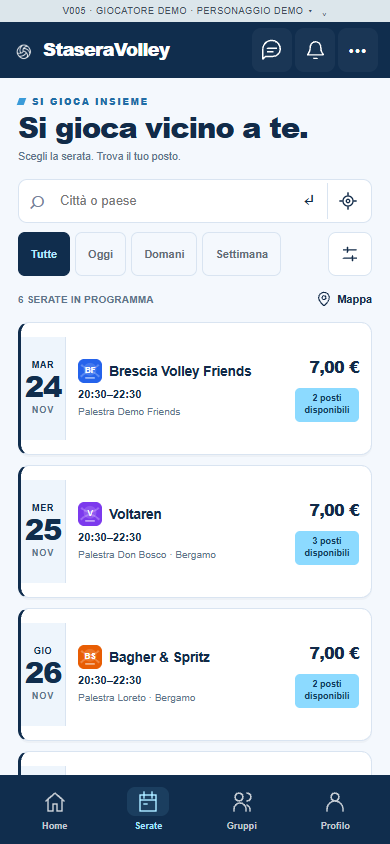 V005 · GIOCATORE DEMO · PERSONAGGIO DEMO ·
StaseraVolley
SI GIOCA INSIEME
Si gioca vicino a te.
Scegli la serata. Trova il tuo posto.
Città o paese
Tutte
Oggi
Domani
Settimana
6 SERATE IN PROGRAMMA
Mappa
MAR
24
NOV
BF
Brescia Volley Friends
20:30–22:30
Palestra Demo Friends
7,00 €
2 posti
disponibili
MER
25
NOV
V
Voltaren
20:30–22:30
Palestra Don Bosco · Bergamo
7,00 €
3 posti
disponibili
GIO
26
NOV
BS
Bagher & Spritz
20:30–22:30
Palestra Loreto · Bergamo
7,00 €
2 posti
disponibili
Home
Serate
Gruppi
Profilo